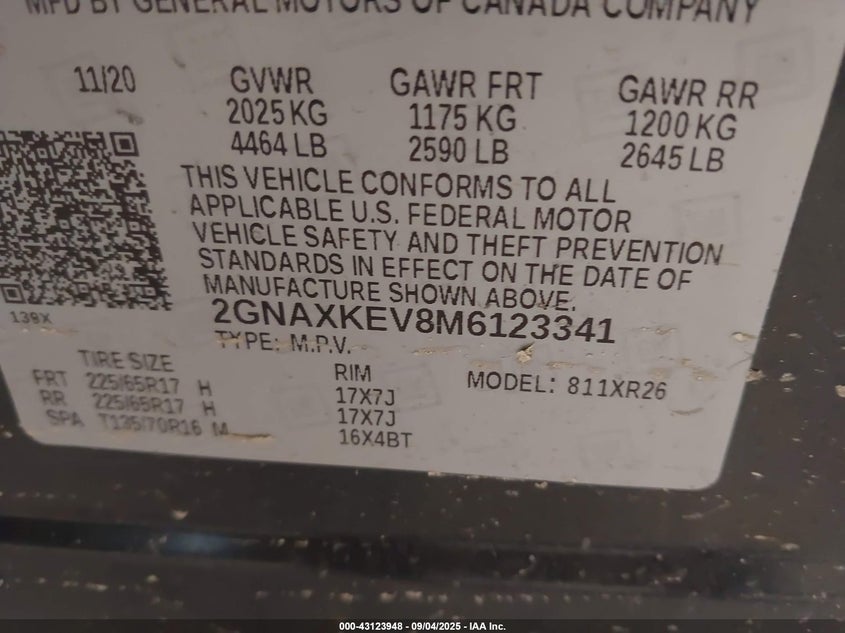 MFD BY GENERAL MOTORS OF CANADA COMPANY
11/20 GVWR GAWR FRT GAWR RR
2025 KG 1175 KG 1200 KG
4464 LB 2590 LB 2645 LB
THIS VEHICLE CONFORMS TO ALL
APPLICABLE U.S. FEDERAL MOTOR
VEHICLE SAFETY AND THEFT PREVENTION
STANDARDS IN EFFECT ON THE DATE OF
MANUFACTURE SHOWN ABOVE.
139X
2GNAXKEV8M6123341
TYPE: M.P.V.
TIRE SIZE RIM MODEL: 811XR26
FRT 225/65R17 H 17X7J
RR 225/65R17 H 17X7J
SPA T135/70R16 M 16X4BT
000-43123948 - 09/04/2025 - IAA Inc.